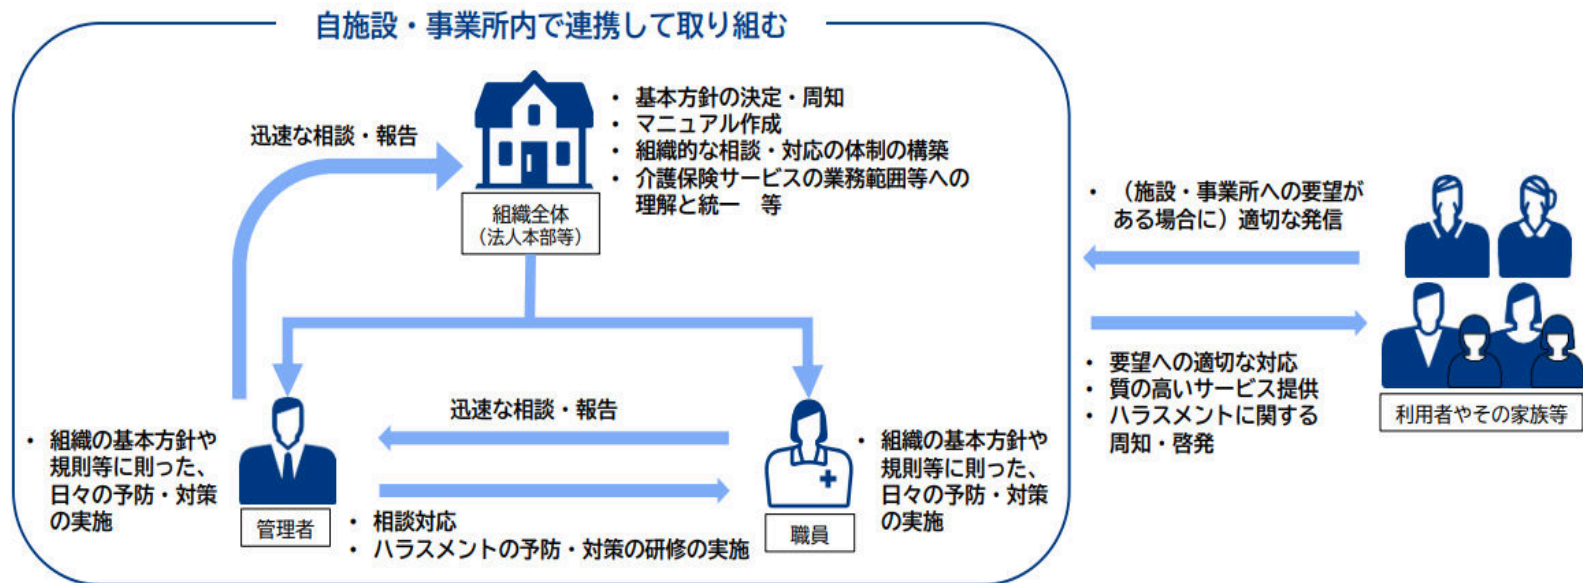 自施設・事業所内で連携して取り組む
迅速な相談・報告
・ 基本方針の決定・周知
・ マニュアル作成
・ 組織的な相談・対応の体制の構築
・ 介護保険サービスの業務範囲等への
理解と統一　等
組織全体
（法人本部等）
・ （施設・事業所への要望が
ある場合に）適切な発信
・ 要望への適切な対応
・ 質の高いサービス提供
・ ハラスメントに関する
周知・啓発
利用者やその家族等
迅速な相談・報告
・ 組織の基本方針や
規則等に則った、
日々の予防・対策
の実施
管理者
・ 相談対応
・ ハラスメントの予防・対策の研修の実施
職員
・ 組織の基本方針や
規則等に則った、
日々の予防・対策
の実施